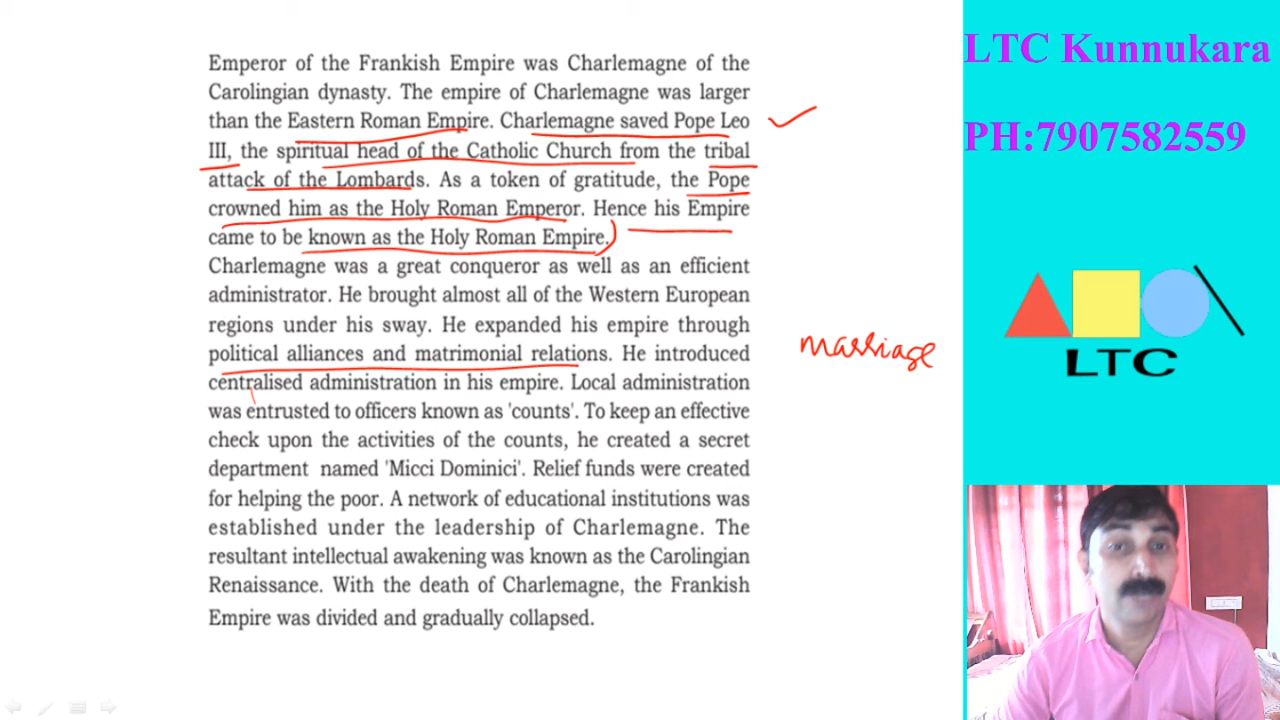 Emperor of the Frankish Empire was Charlemagne of the
Carolingian dynasty. The empire of Charlemagne was larger
than the Eastern Roman Empire. Charlemagne saved Pope Leo
III, the spiritual head of the Catholic Church from the tribal
attack of the Lombards. As a token of gratitude, the Pope
crowned him as the Holy Roman Emperor. Hence his Empire
came to be known as the Holy Roman Empire.
Charlemagne was a great conqueror as well as an efficient
administrator. He brought almost all of the Western European
regions under his sway. He expanded his empire through
political alliances and matrimonial relations. He introduced
centralised administration in his empire. Local administration
was entrusted to officers known as 'counts'. To keep an effective
check upon the activities of the counts, he created a secret
department named 'Micci Dominici'. Relief funds were created
for helping the poor. A network of educational institutions was
established under the leadership of Charlemagne. The
resultant intellectual awakening was known as the Carolingian
Renaissance. With the death of Charlemagne, the Frankish
Empire was divided and gradually collapsed.
marriage
LTC Kunnukara
PH:7907582559
LTC